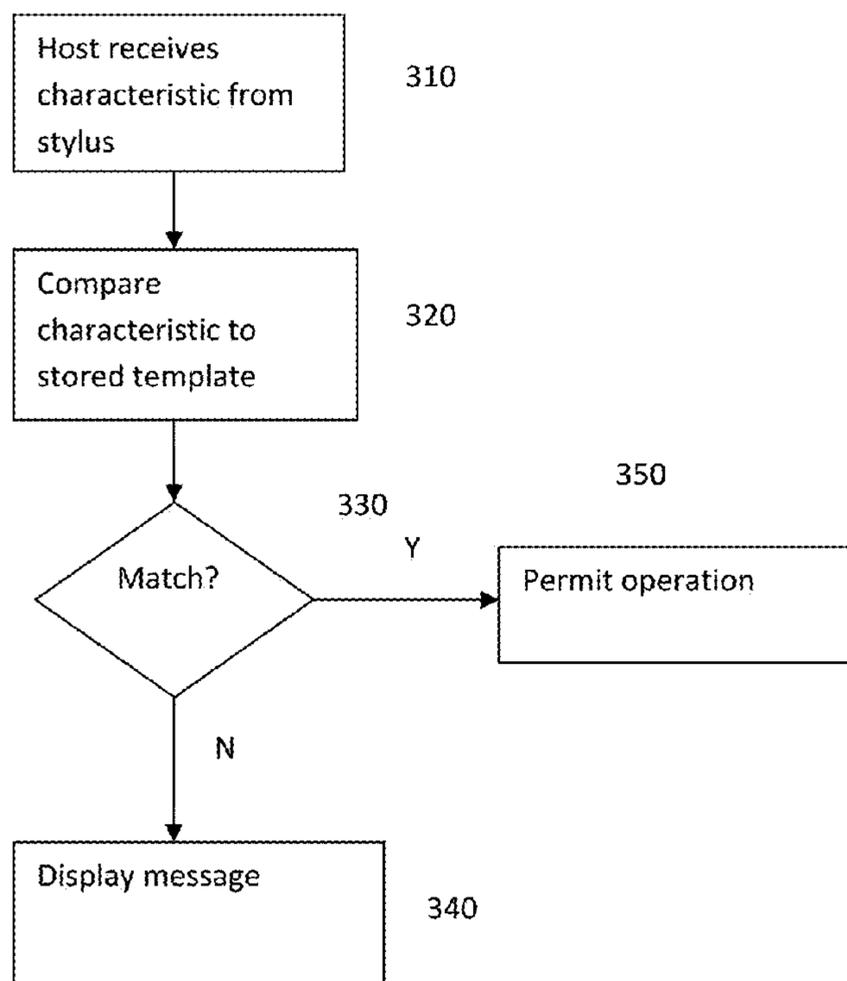 Host receives
characteristic from
stylus
310
Compare
characteristic to
stored template
320
330
350
Match?
Y
Permit operation
N
Display message
340